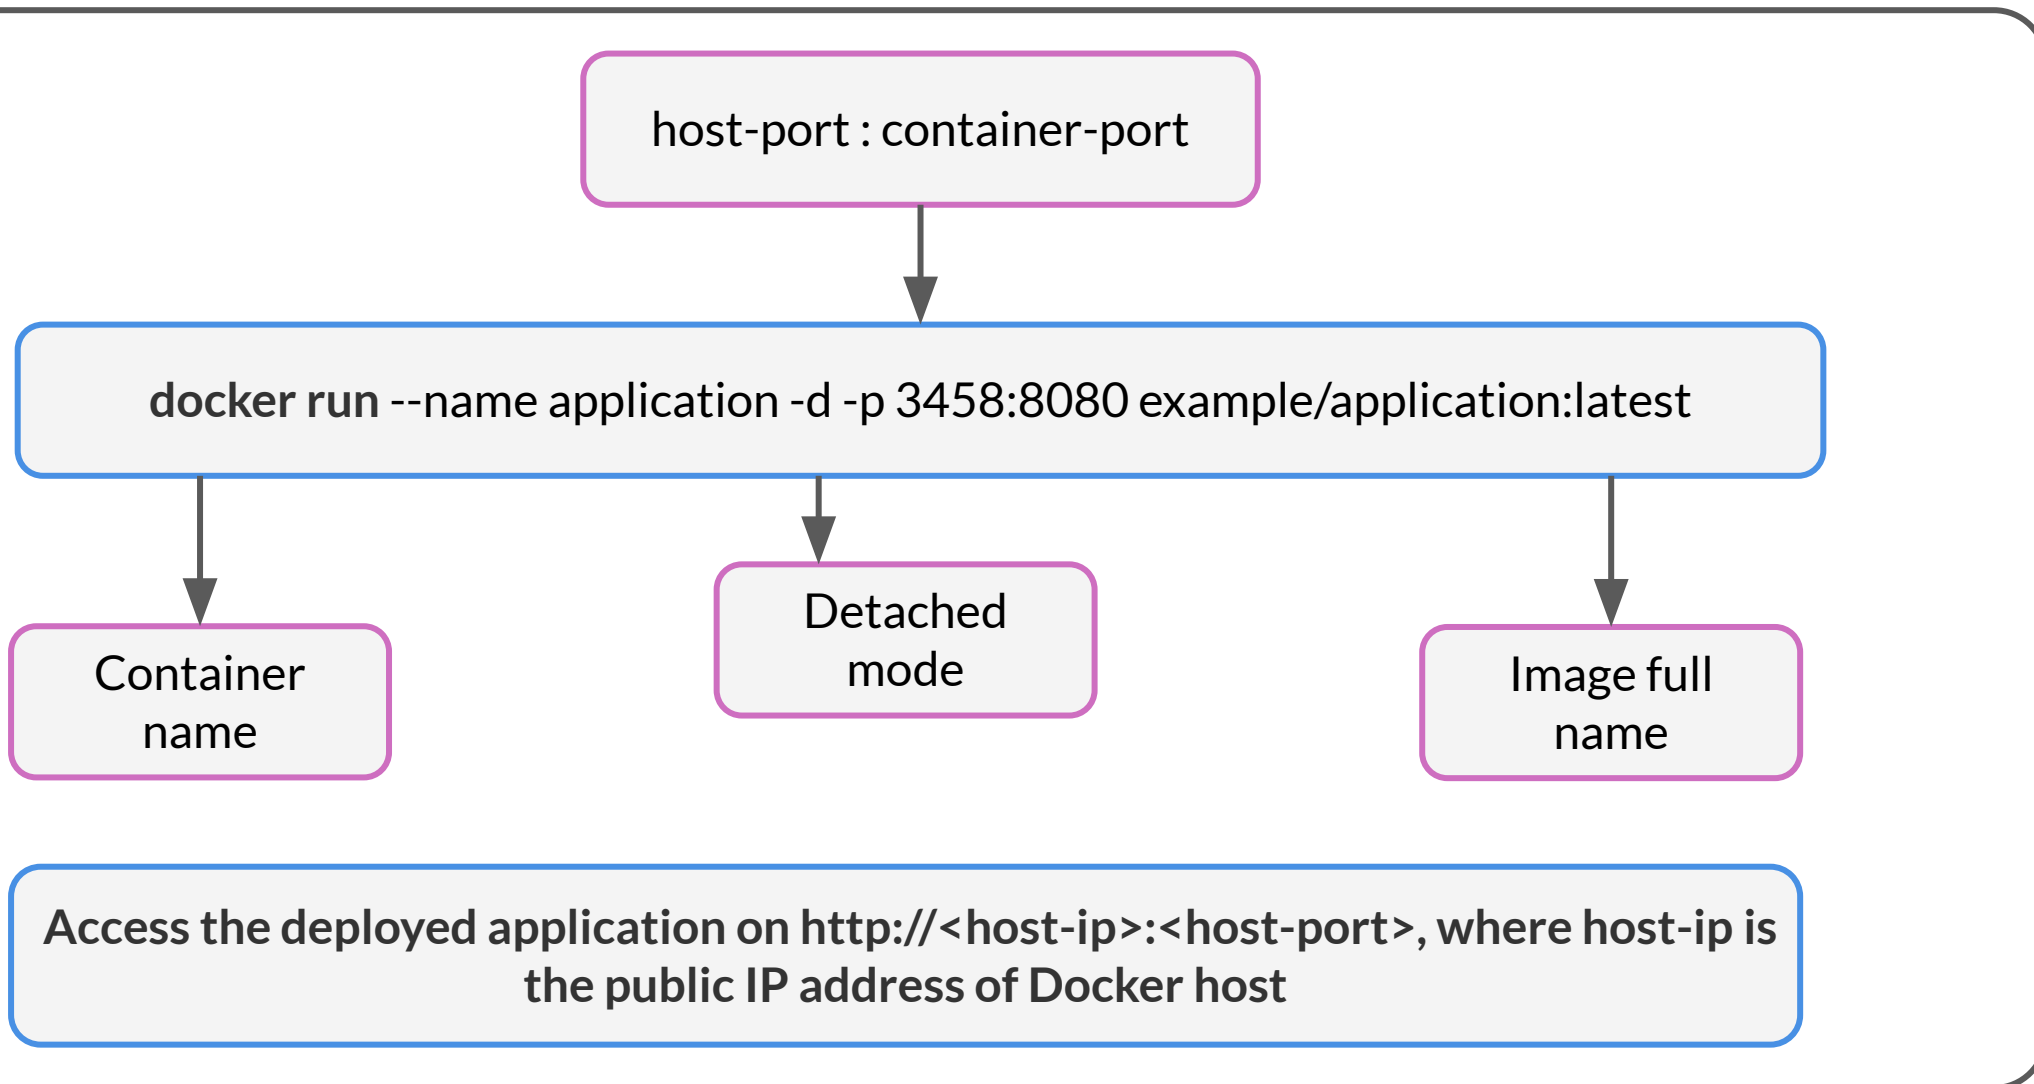 host-port : container-port
docker run --name application -d -p 3458:8080 example/application:latest
Detached
mode
Container
name
Image full
name
Access the deployed application on http://<host-ip>:<host-port>, where host-ip is
the public IP address of Docker host